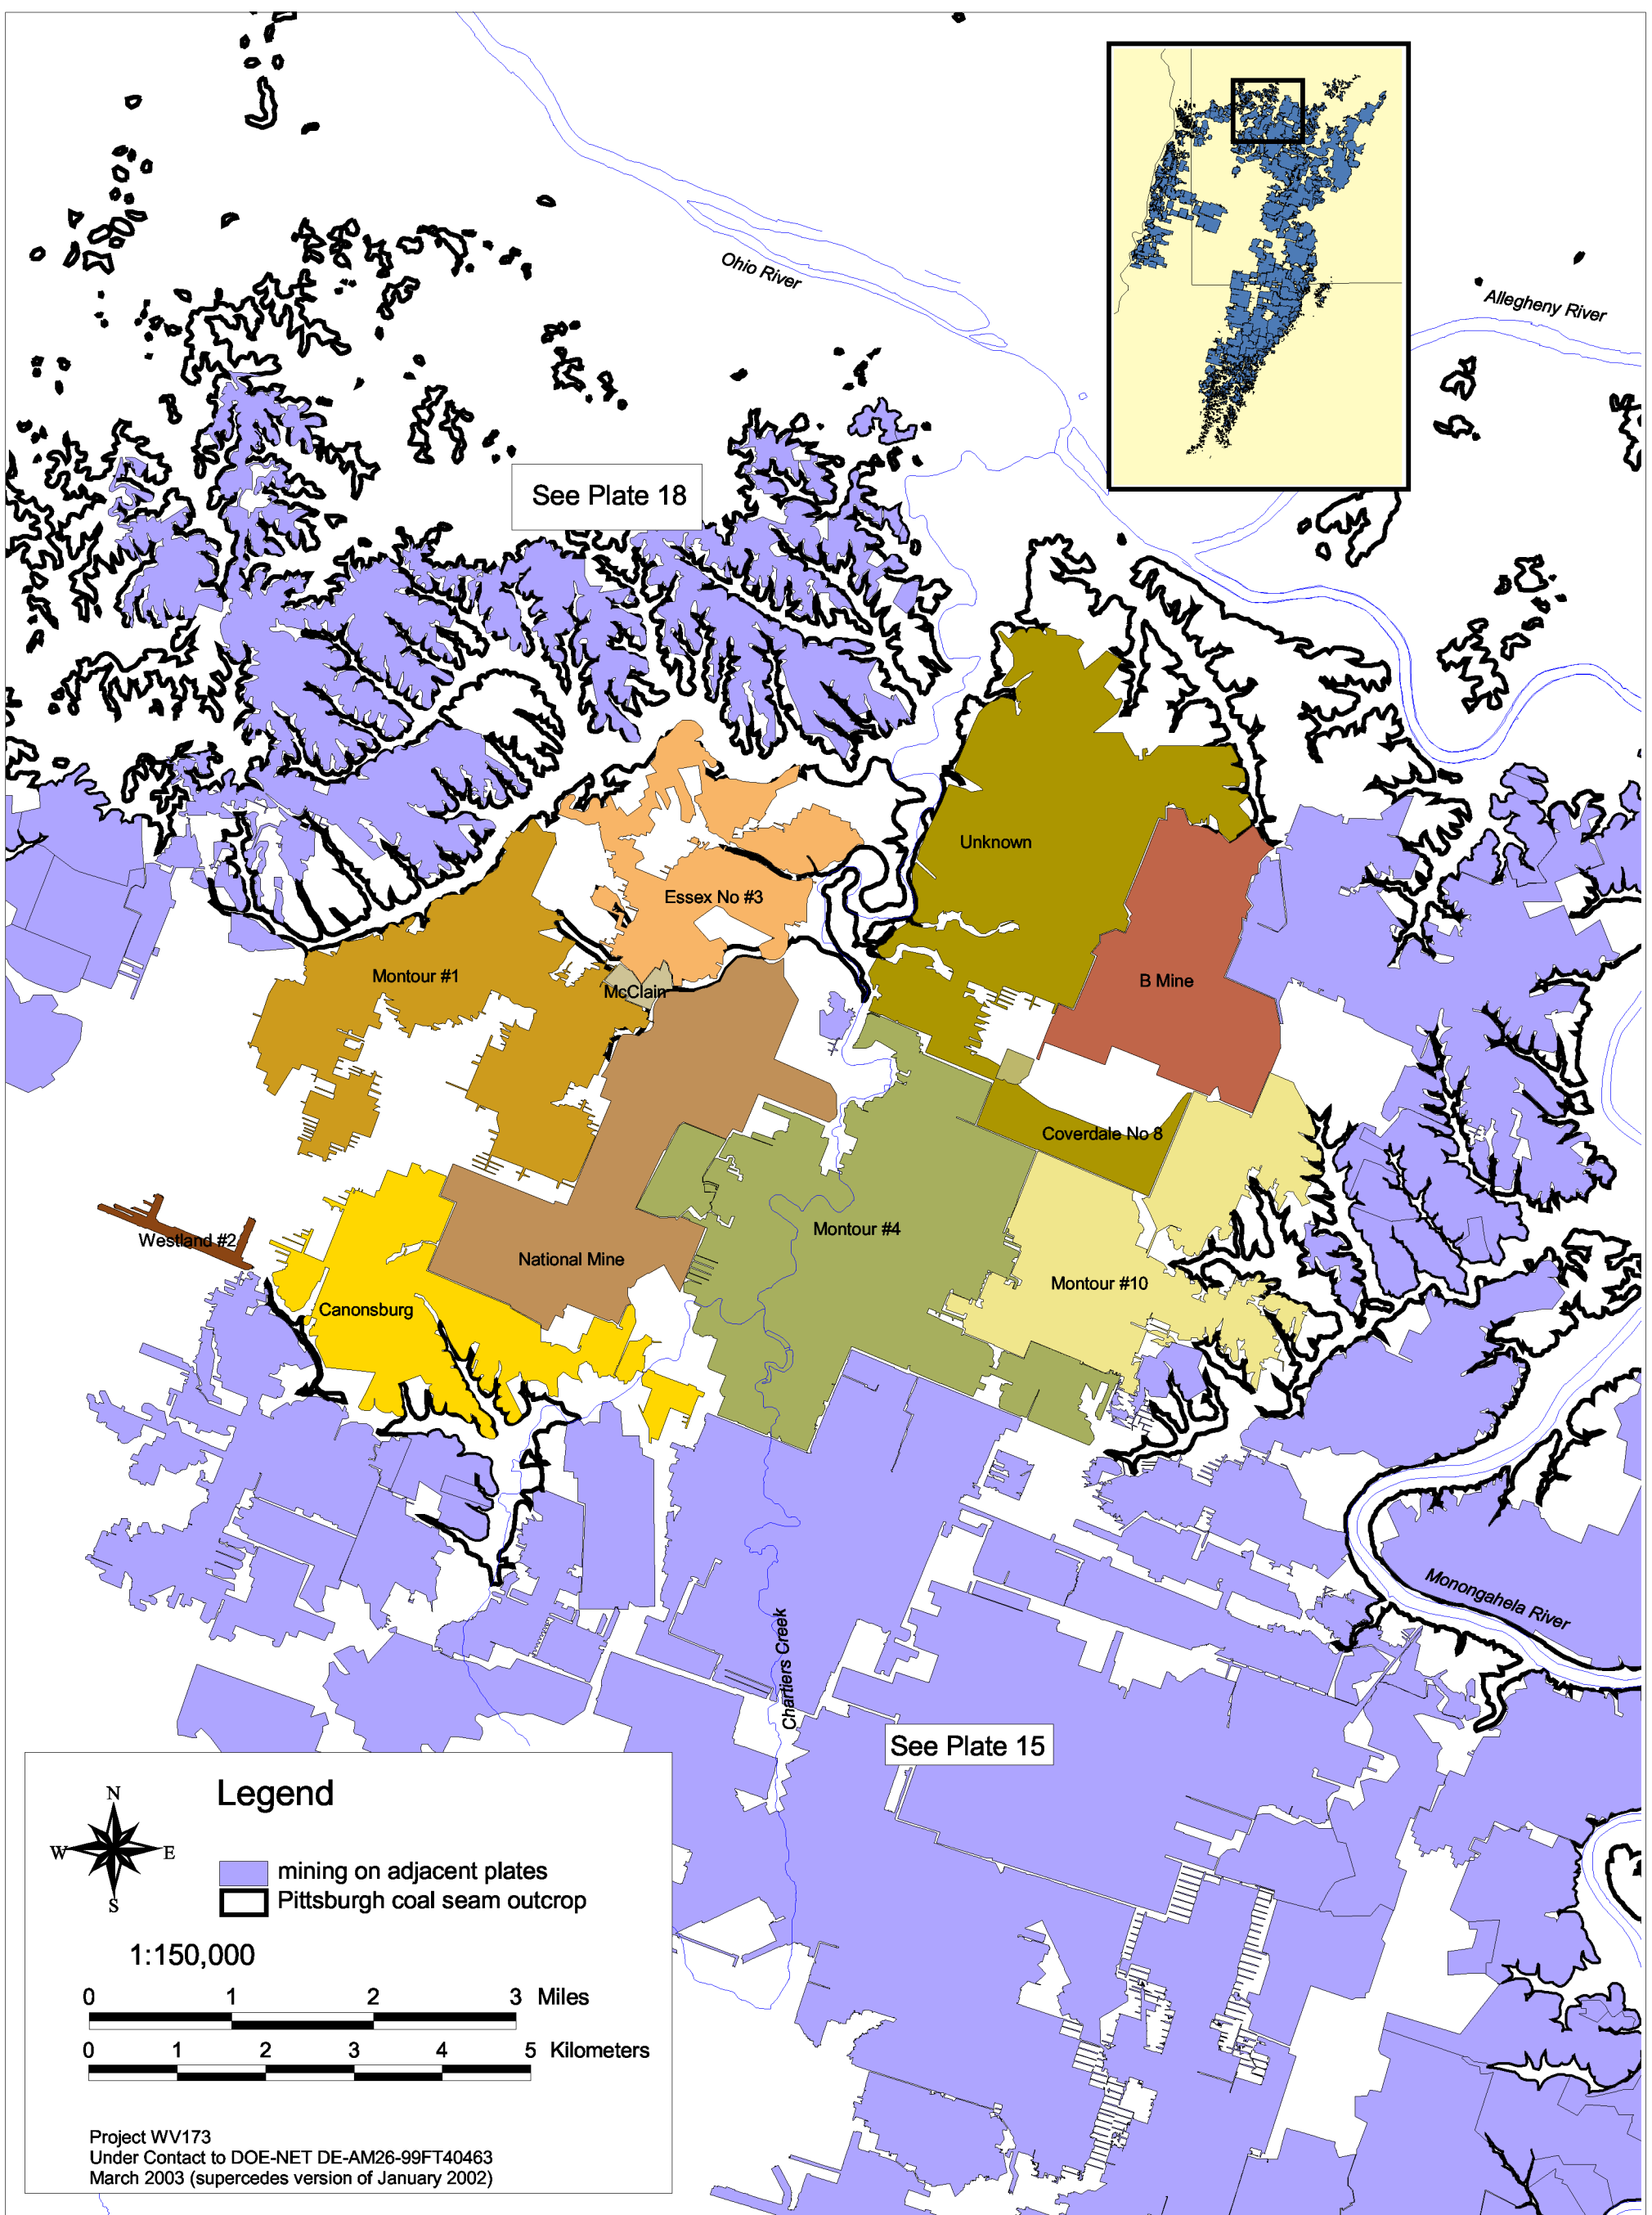 Ohio River
Allegheny River
See Plate 18
Unknown
Essex No #3
Montour #1
McClain
B Mine
Coverdale No 8
Montour #4
Westland #2
National Mine
Montour #10
Canonsburg
Monongahela River
Chartiers Creek
See Plate 15
Legend
N
W E
S
mining on adjacent plates
Pittsburgh coal seam outcrop
1:150,000
0 1 2 3 Miles
0 1 2 3 4 5 Kilometers
Project WV173
Under Contact to DOE-NET DE-AM26-99FT40463
March 2003 (supercedes version of January 2002)